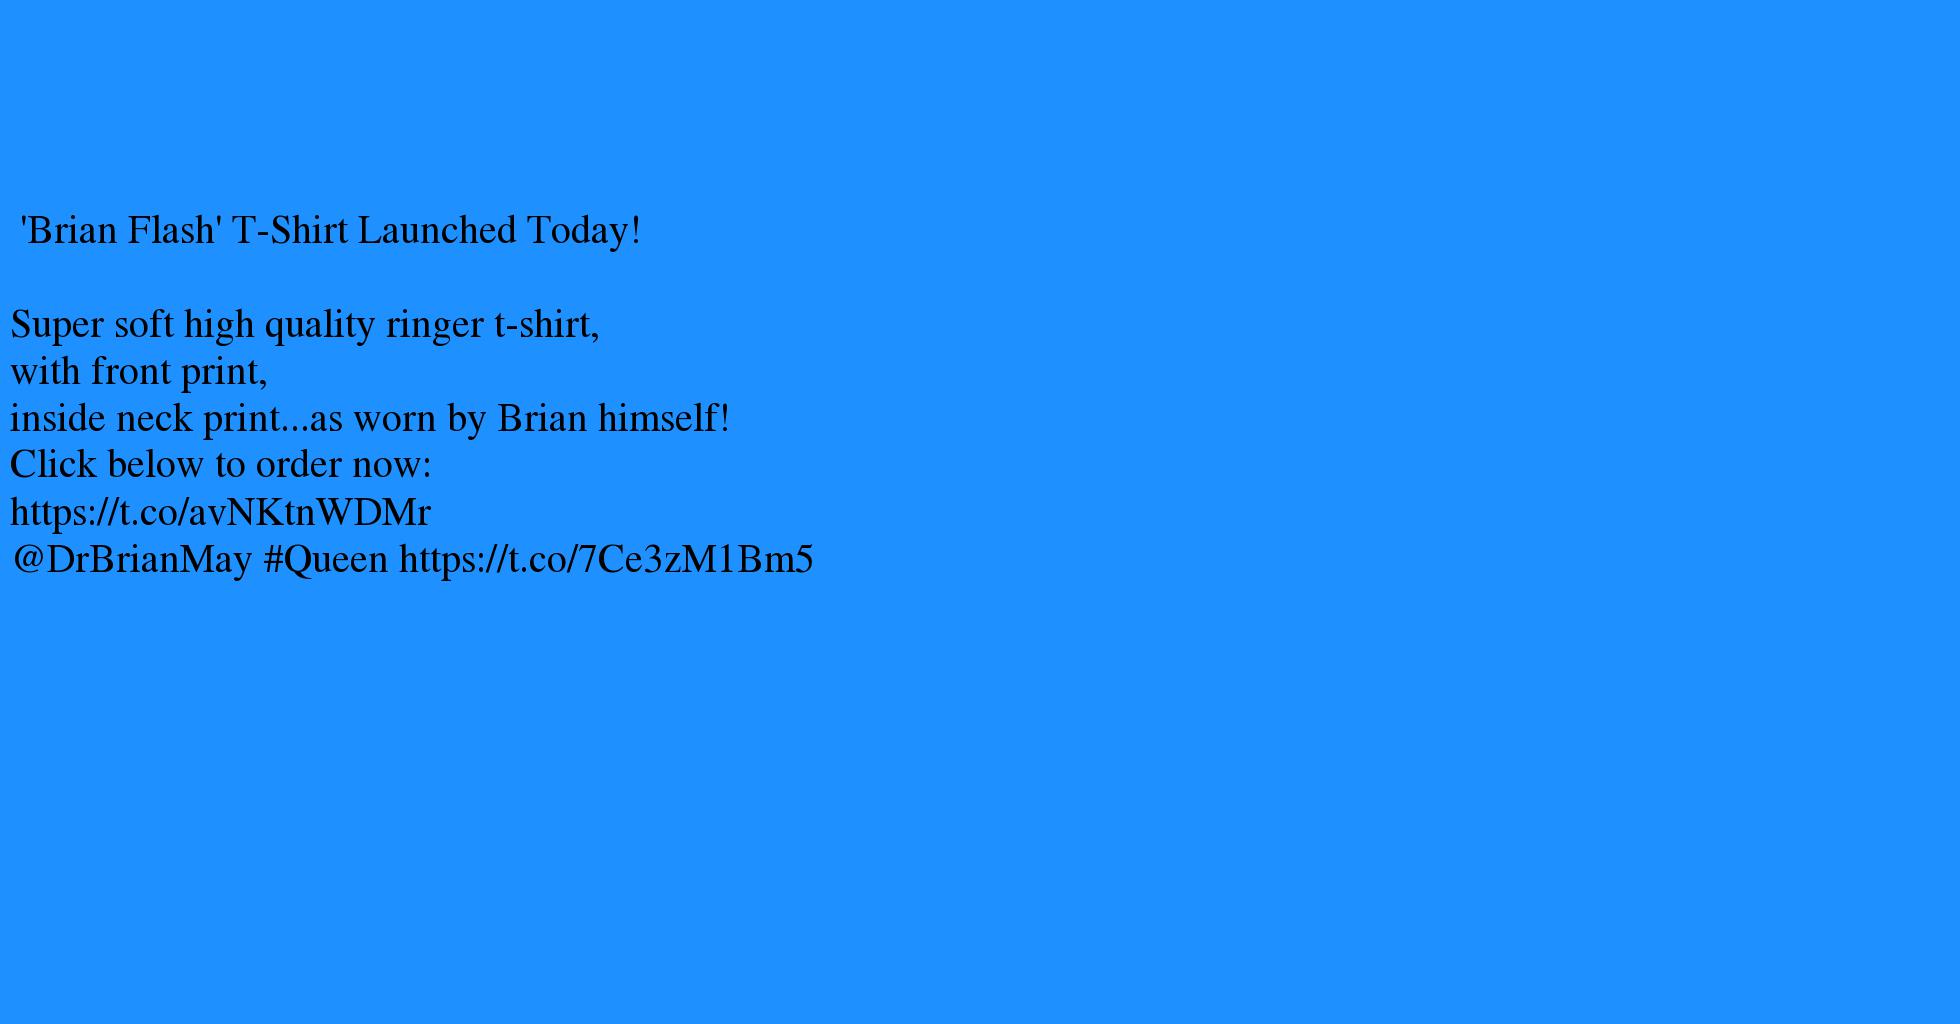 'Brian Flash' T-Shirt Launched Today!
Super soft high quality ringer t-shirt,
with front print,
inside neck print...as worn by Brian himself!
Click below to order now:
https://t.co/avNKtnWDMr
@DrBrianMay #Queen https://t.co/7Ce3zM1Bm5